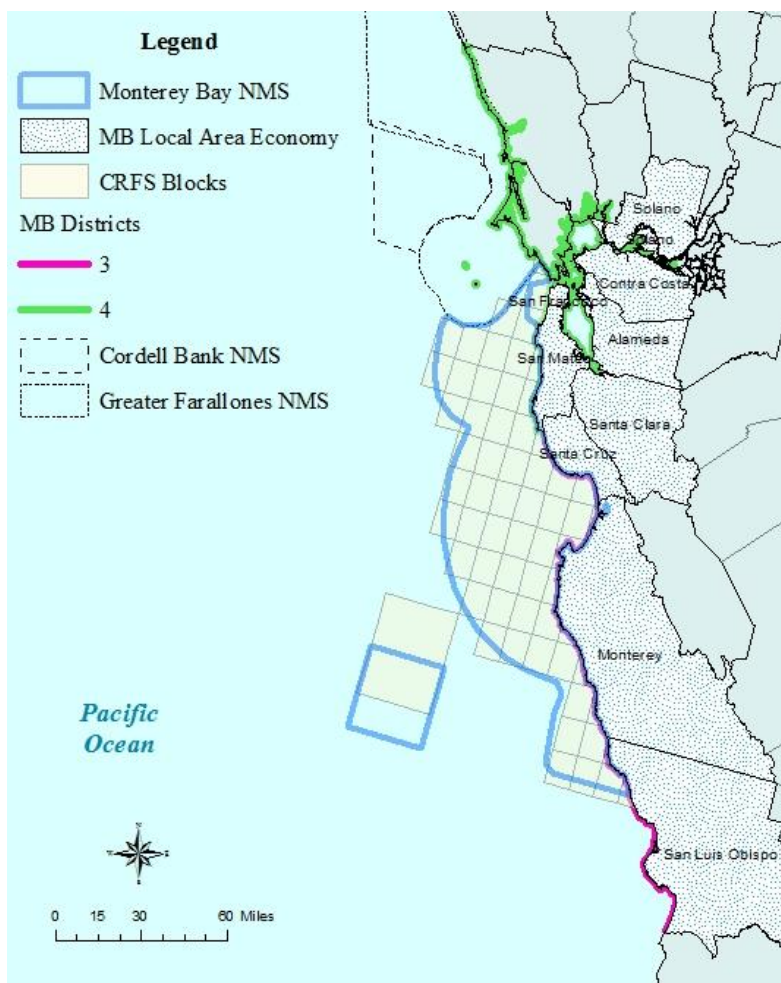 Legend
Monterey Bay NMS
MB Local Area Economy
CRFS Blocks
MB Districts
3
4
Cordell Bank NMS
Greater Farallones NMS
Solano
Solano
Contra Costa
San Francisco
Alameda
San Mateo
Santa Clara
Santa Cruz
Monterey
Pacific
Ocean
San Luis Obispo
0 15 30 60 Miles